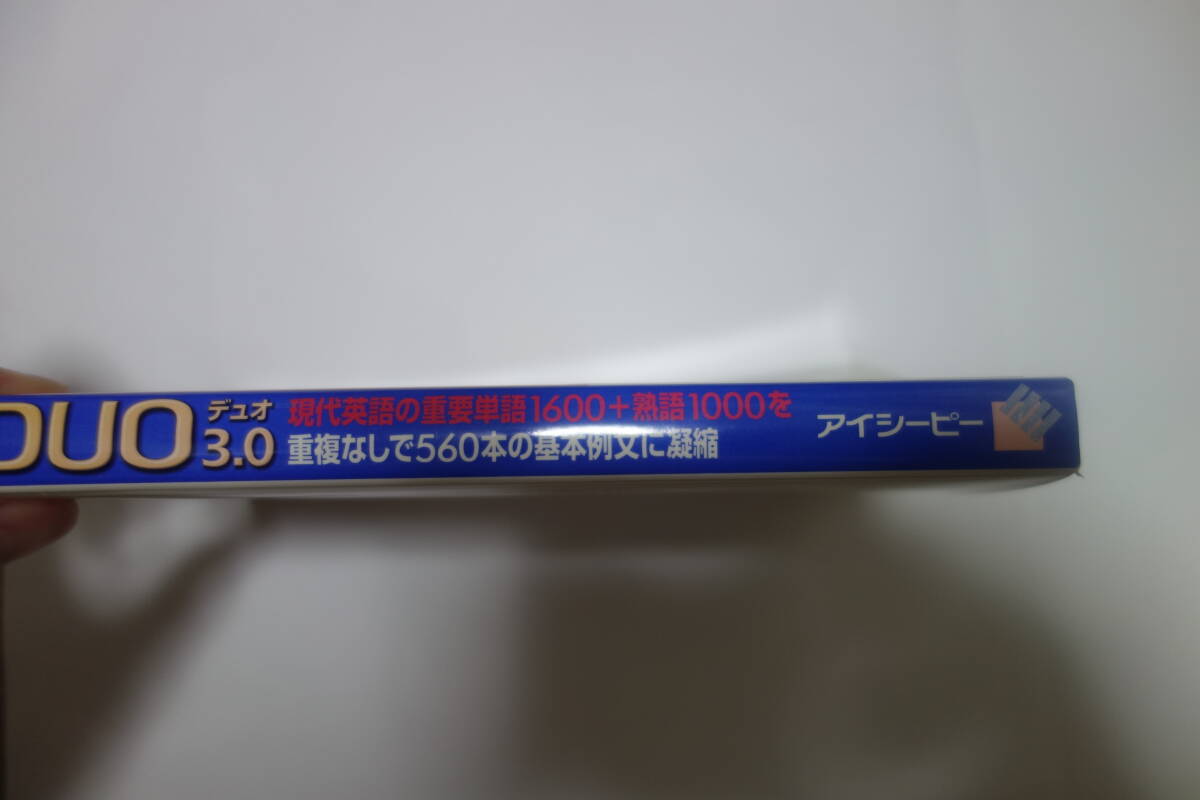 DUO
デュオ
3.0
現代英語の重要単語1600+熟語1000を
重複なしで560本の基本例文に凝縮
アイシーピー